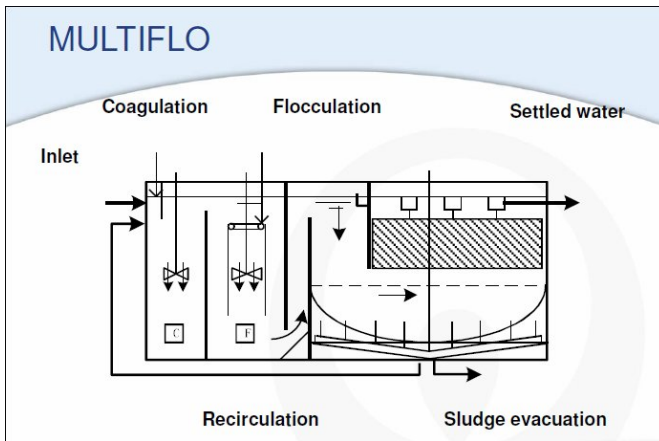 MULTIFLO
Coagulation Flocculation Settled water
Inlet
C F
Recirculation Sludge evacuation